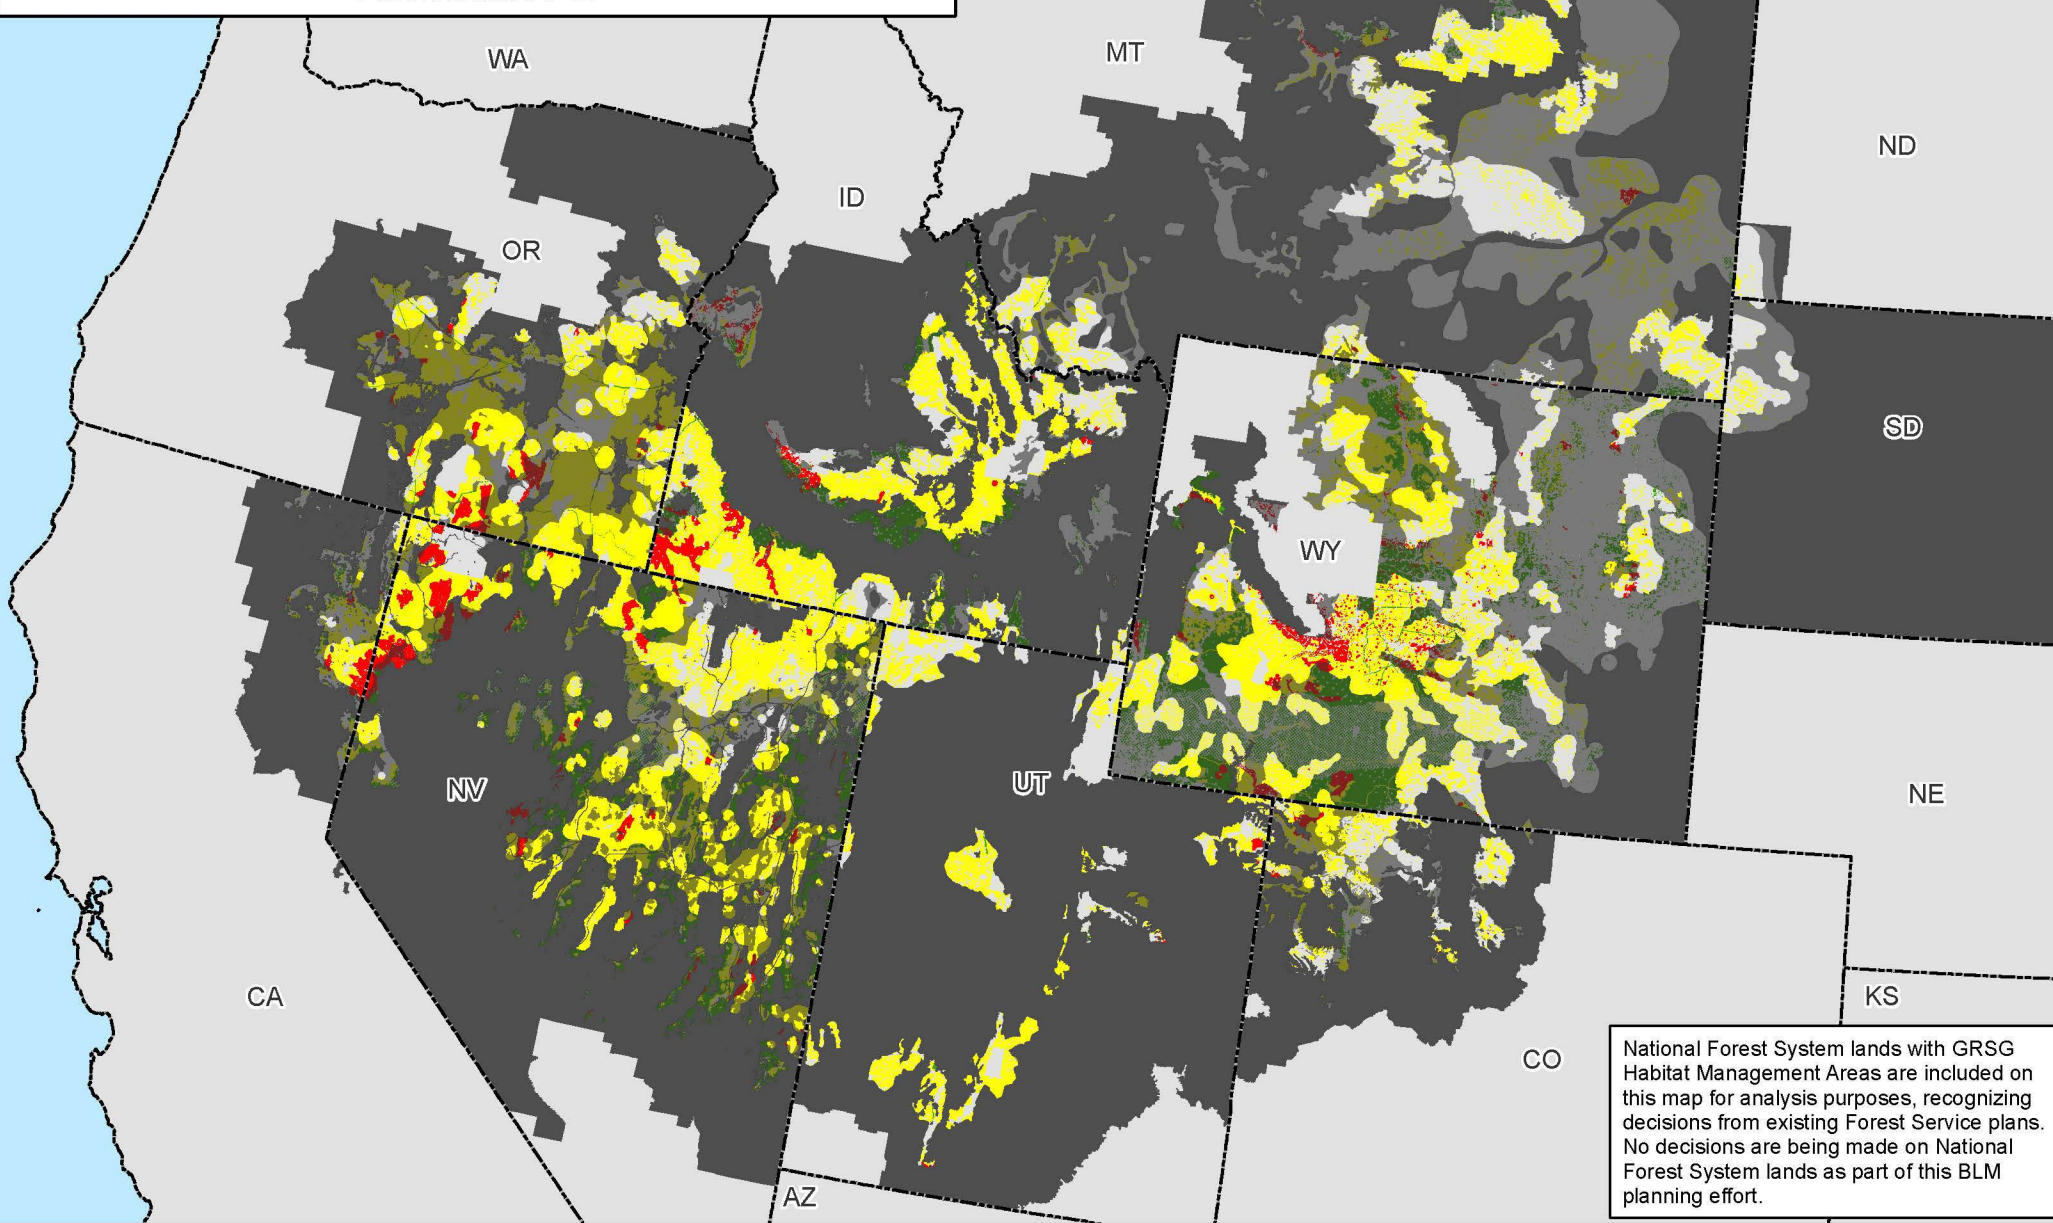 WA
MT
ND
ID
OR
SD
WY
NV
UT
NE
CA
KS
CO
AZ
National Forest System lands with GRSG
Habitat Management Areas are included on
this map for analysis purposes, recognizing
decisions from existing Forest Service plans.
No decisions are being made on National
Forest System lands as part of this BLM
planning effort.